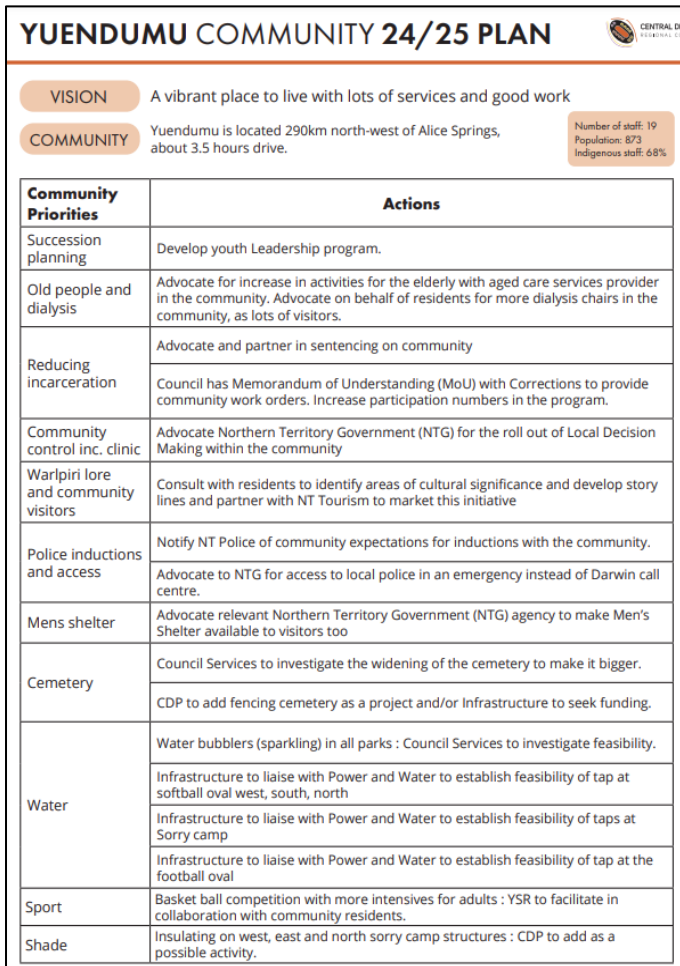 YUENDUMU COMMUNITY 24/25 PLAN
CENTRAL D
VISION
A vibrant place to live with lots of services and good work
COMMUNITY
Yuendumu is located 290km north-west of Alice Springs,
about 3.5 hours drive.
Number of staff: 19
Population: 873
Indigenous staff: 68%
Community
Priorities
Actions
Succession
planning
Develop youth Leadership program.
Old people and
dialysis
Advocate for increase in activities for the elderly with aged care services provider
in the community. Advocate on behalf of residents for more dialysis chairs in the
community, as lots of visitors.
Reducing
incarceration
Advocate and partner in sentencing on community
Council has Memorandum of Understanding (MoU) with Corrections to provide
community work orders. Increase participation numbers in the program.
Community
control inc. clinic
Advocate Northern Territory Government (NTG) for the roll out of Local Decision
Making within the community
Warlpiri lore
and community
visitors
Consult with residents to identify areas of cultural significance and develop story
lines and partner with NT Tourism to market this initiative
Police inductions
and access
Notify NT Police of community expectations for inductions with the community.
Advocate to NTG for access to local police in an emergency instead of Darwin call
centre.
Mens shelter
Advocate relevant Northern Territory Government (NTG) agency to make Men's
Shelter available to visitors too
Cemetery
Council Services to investigate the widening of the cemetery to make it bigger.
CDP to add fencing cemetery as a project and/or Infrastructure to seek funding.
Water
Water bubblers (sparkling) in all parks : Council Services to investigate feasibility.
Infrastructure to liaise with Power and Water to establish feasibility of tap at
softball oval west, south, north
Infrastructure to liaise with Power and Water to establish feasibility of taps at
Sorry camp
Infrastructure to liaise with Power and Water to establish feasibility of tap at the
football oval
Sport
Basket ball competition with more intensives for adults : YSR to facilitate in
collaboration with community residents.
Shade
Insulating on west, east and north sorry camp structures : CDP to add as a
possible activity.